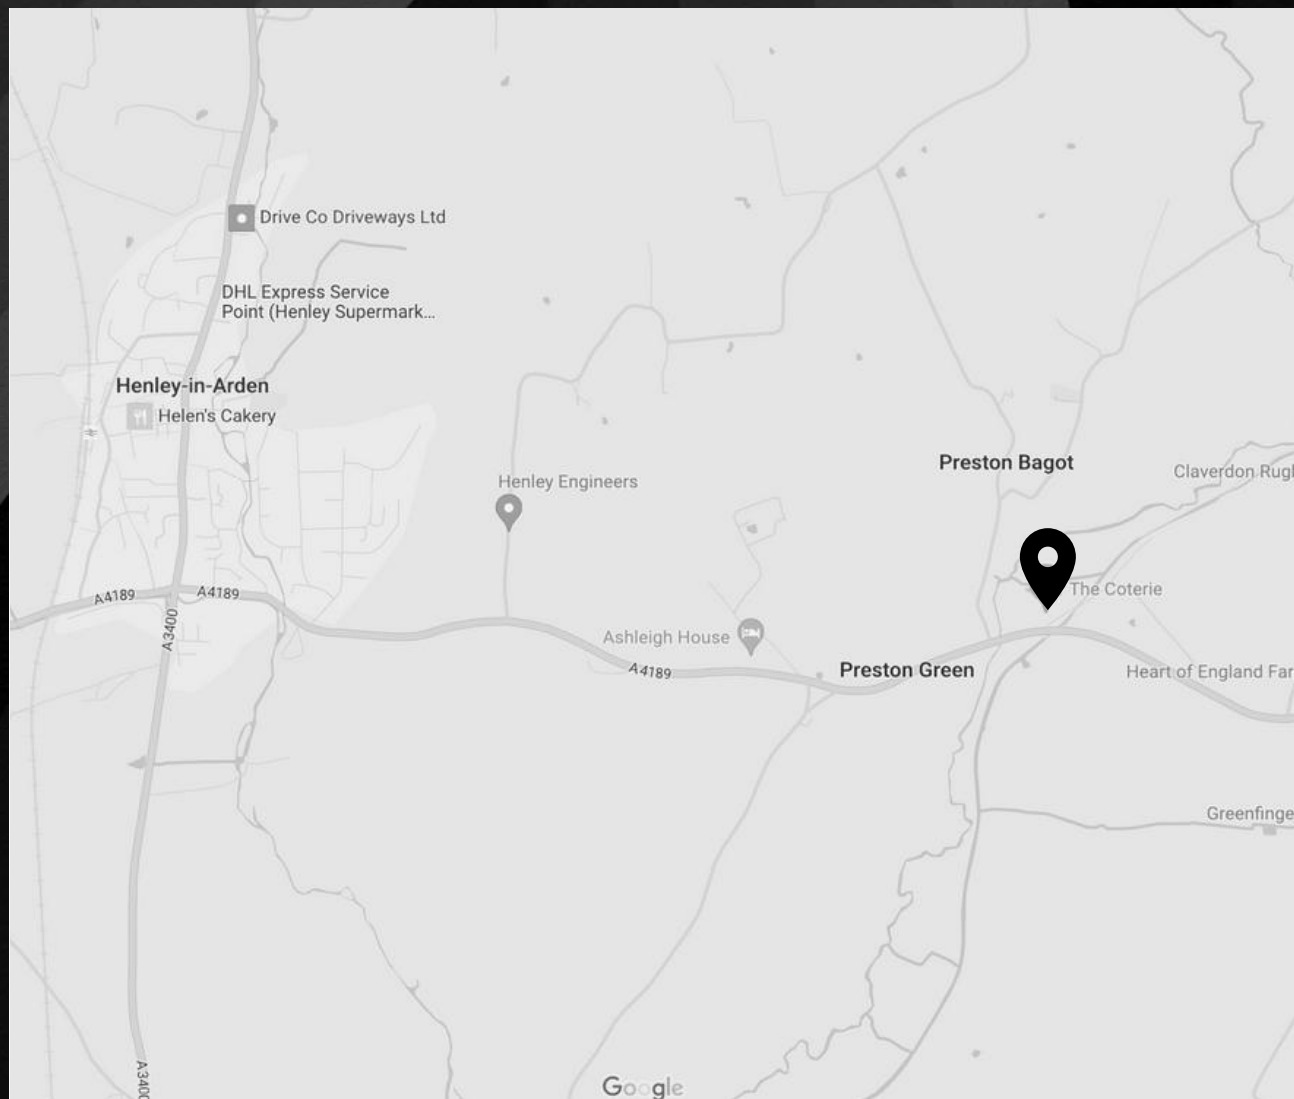 Drive Co Driveways Ltd
DHL Express Service
Point (Henley Supermark...
Henley-in-Arden
Helen's Cakery
Preston Bagot
Claverdon Rugl
Henley Engineers
The Coterie
A4189
A4189
A3400
Ashleigh House
A4189
Preston Green
Heart of England Far
Greenfinge
A3400
Google